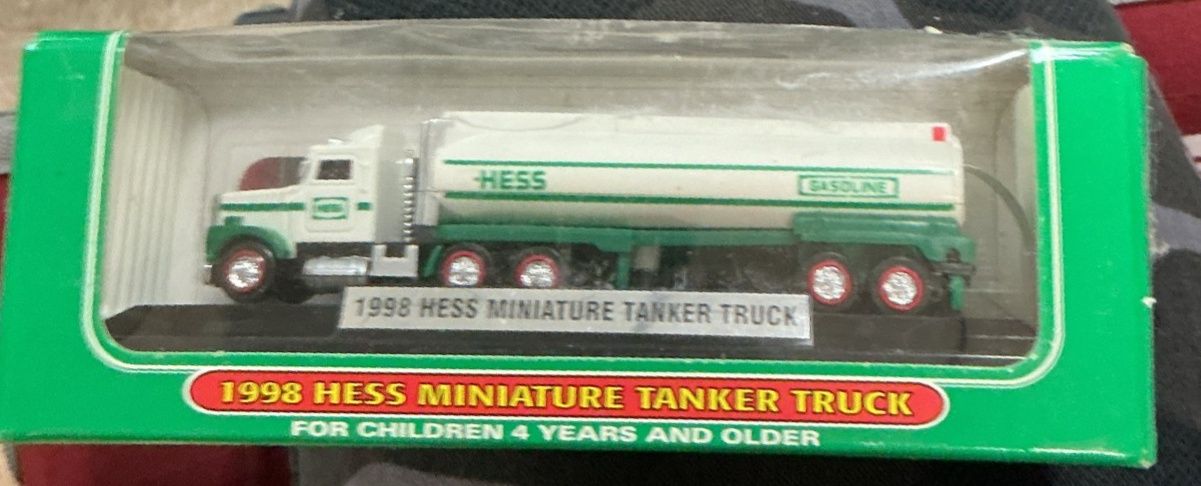 HESS
GASOLINE
HESS
1998 HESS MINIATURE TANKER TRUCK
1998 HESS MINIATURE TANKER TRUCK
FOR CHILDREN 4 YEARS AND OLDER